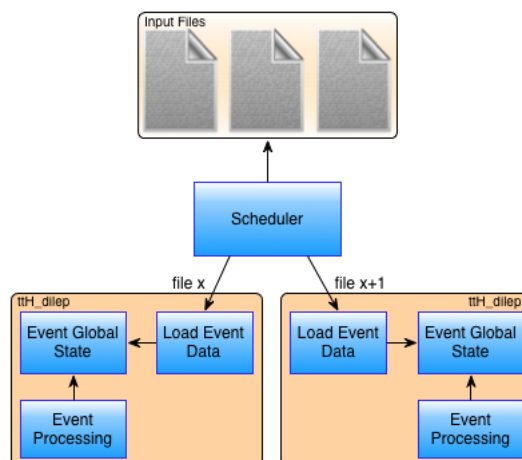 Input Files
Scheduler
file x
file x+1
ttH_dilep
ttH_dilep
Event Global
State
Load Event
Data
Load Event
Data
Event Global
State
Event
Processing
Event
Processing